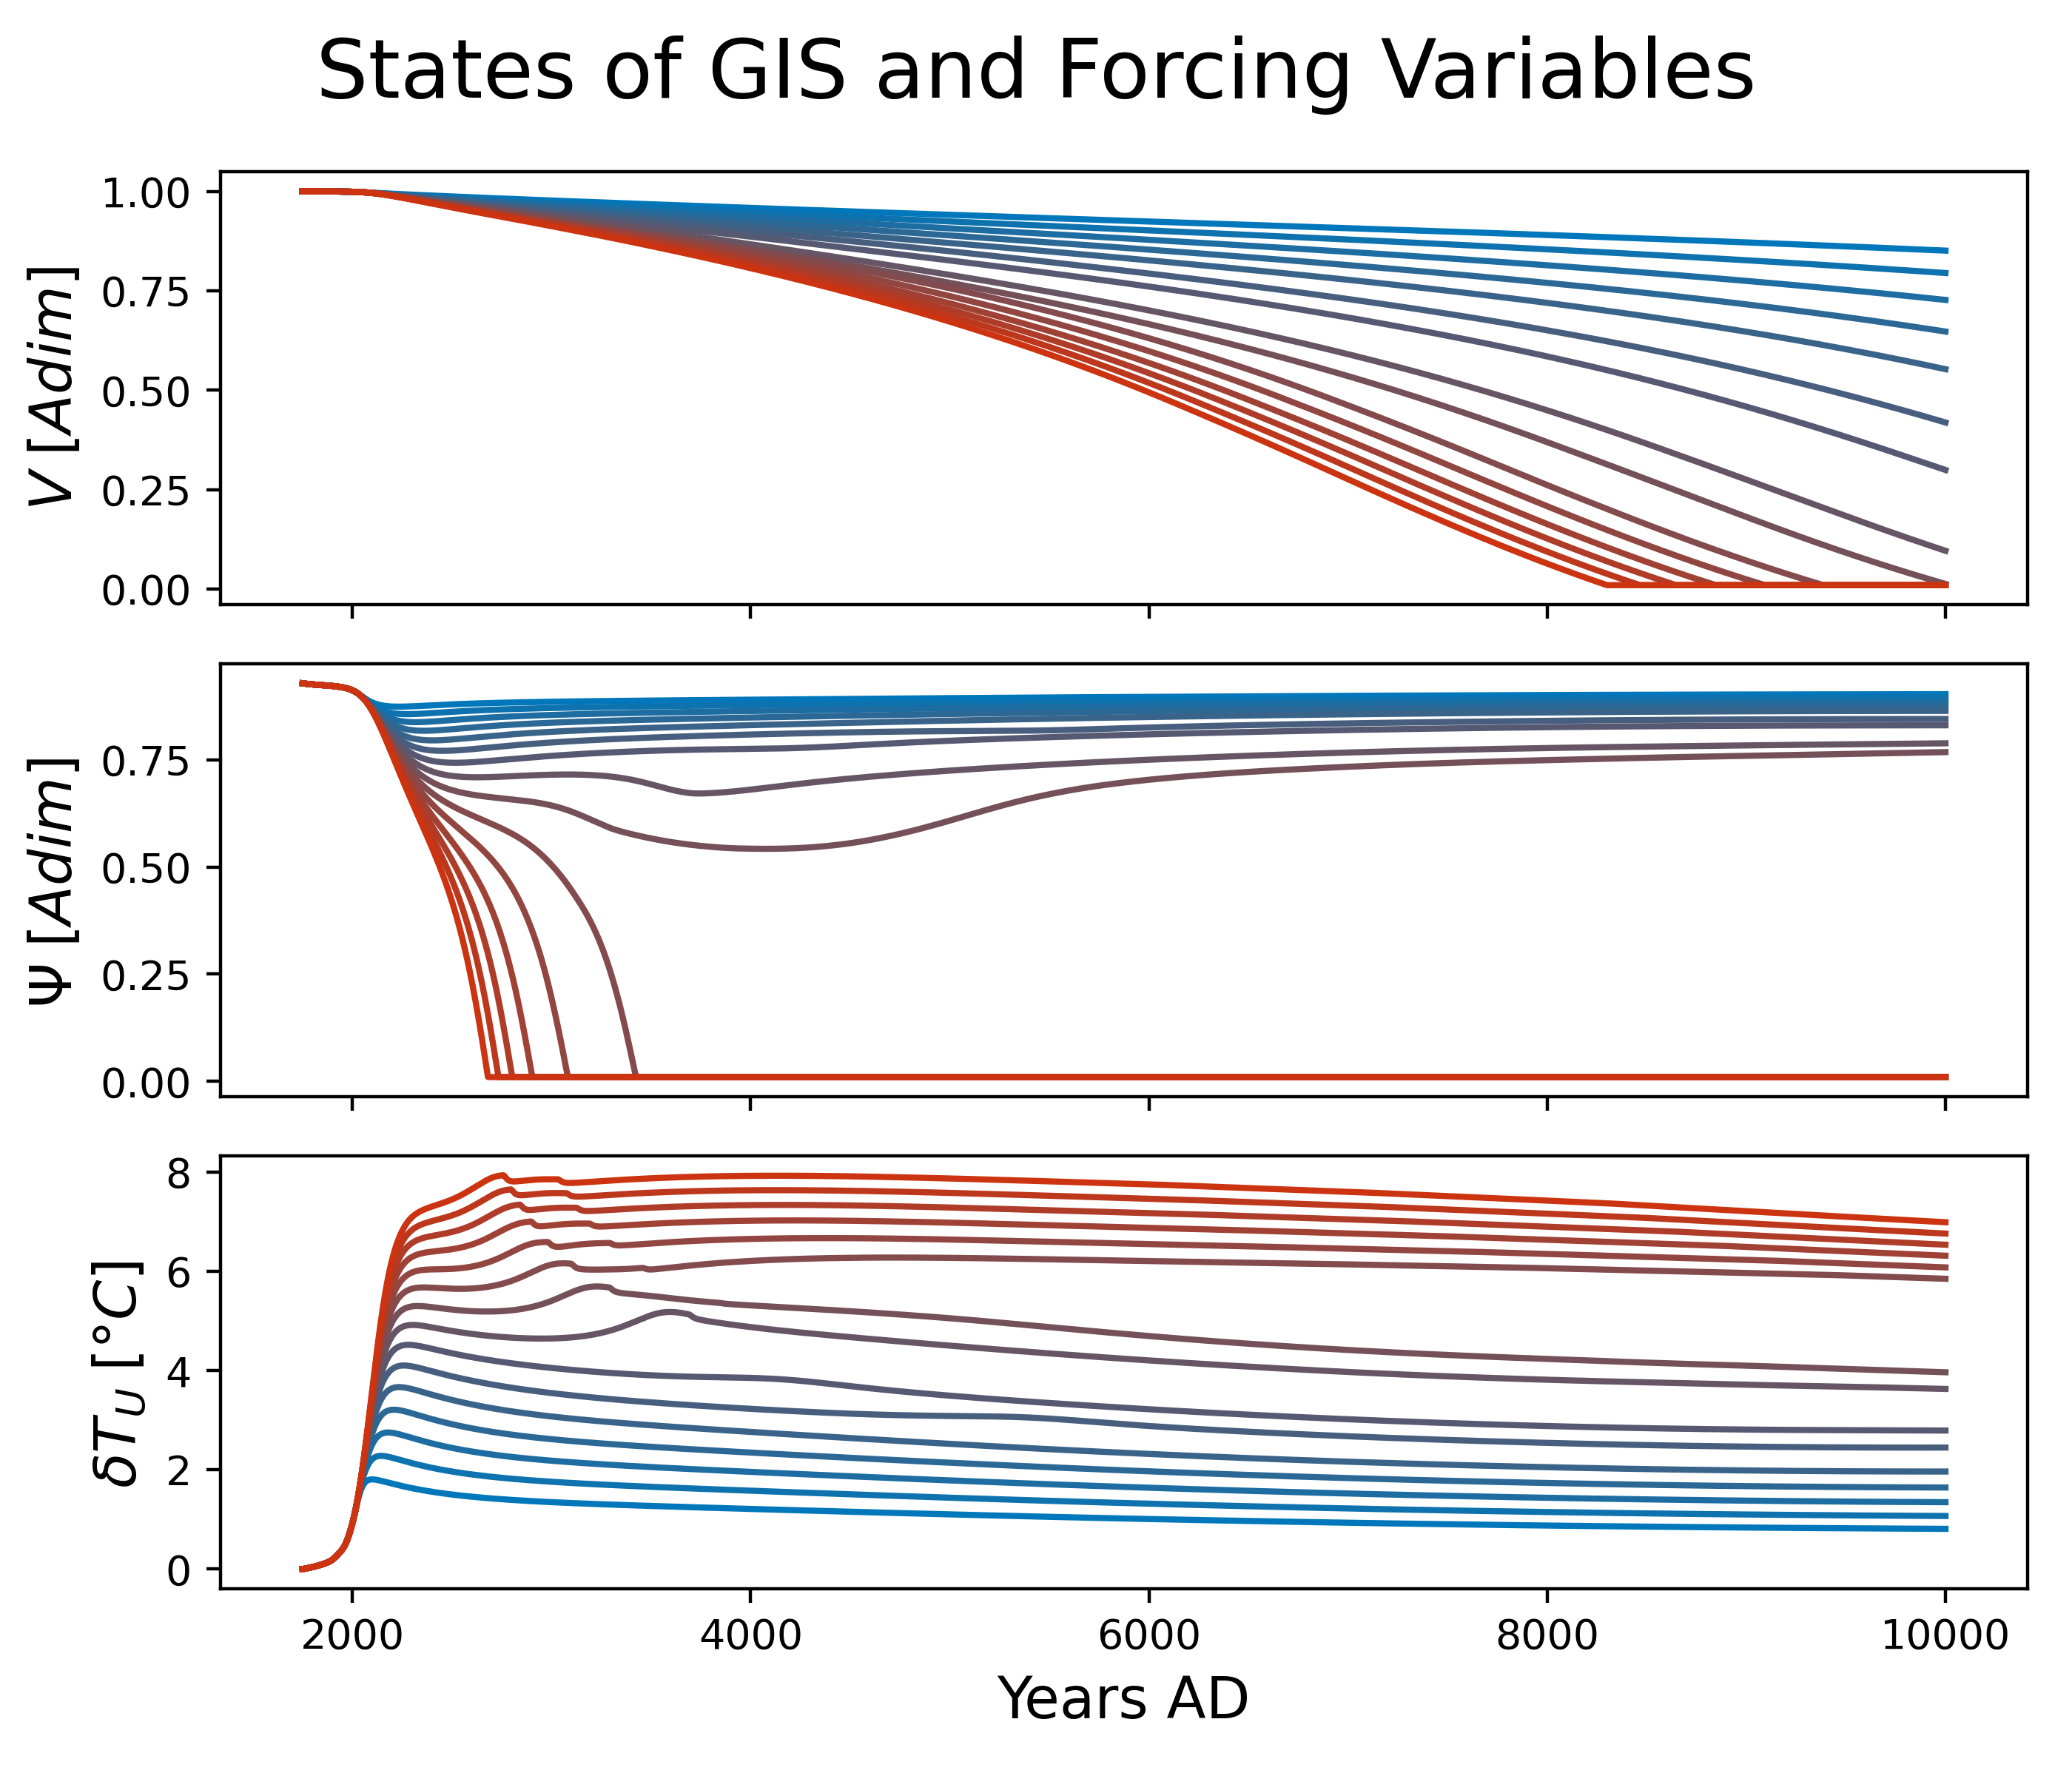 States of GIS and Forcing Variables
V [Adim]
1.00
0.75
0.50
0.25
0.00
Ψ [Adim]
0.75
0.50
0.25
0.00
δT_U [°C]
8
6
4
2
0
2000 4000 6000 8000 10000
Years AD